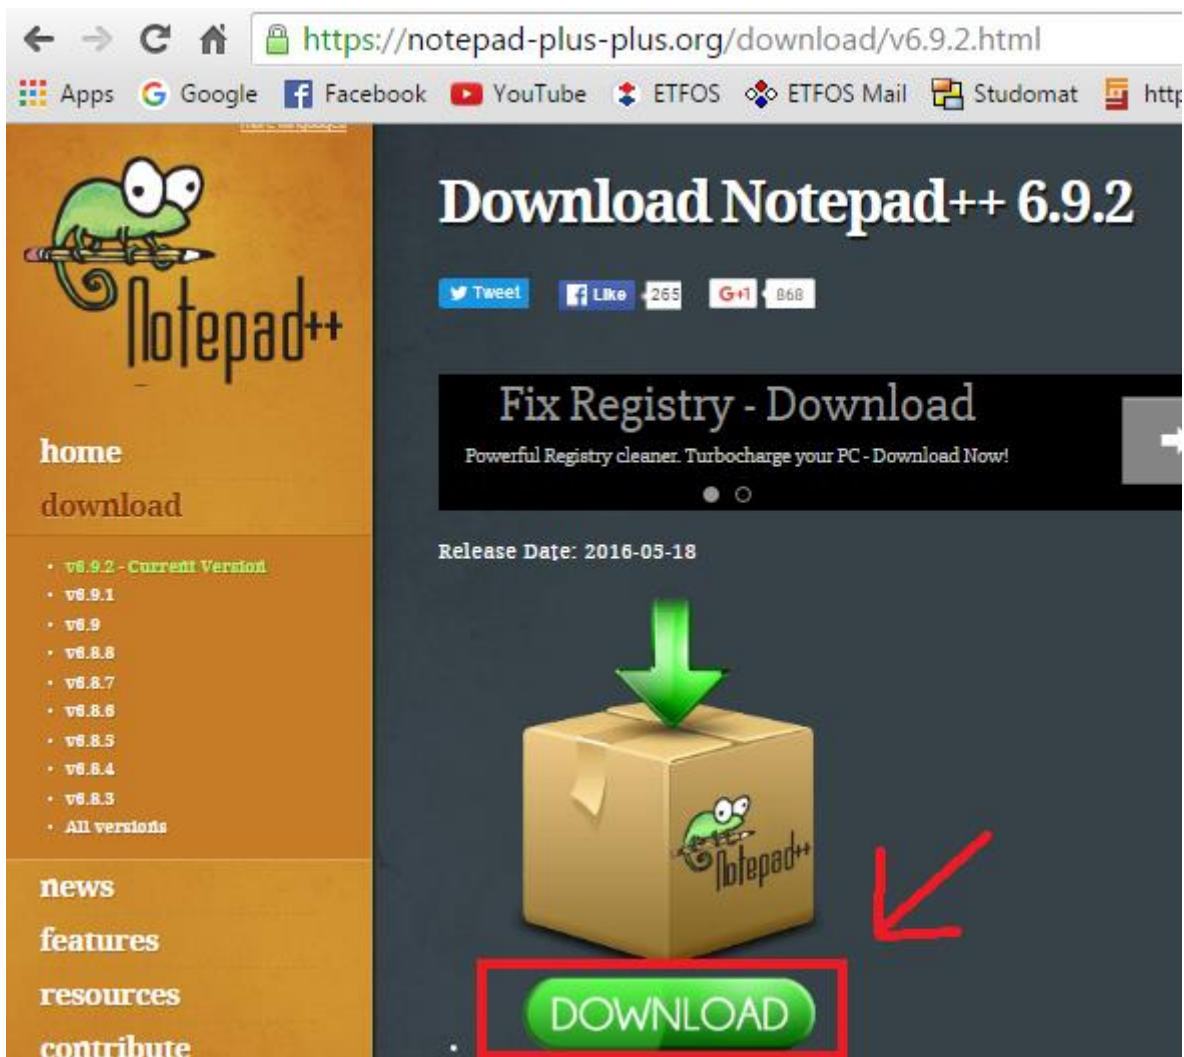 https://notepad-plus-plus.org/download/v6.9.2.html
Apps Google Facebook YouTube ETFOS ETFOS Mail Studomat http
more languages
Notepad++
home
download
v6.9.2 - Current Version
v6.9.1
v6.9
v6.8.8
v6.8.7
v6.8.6
v6.8.5
v6.8.4
v6.8.3
All versions
news
features
resources
contribute
Download Notepad++ 6.9.2
Tweet Like 265 G+1 868
Fix Registry - Download
Powerful Registry cleaner. Turbocharge your PC - Download Now!
Release Date: 2016-05-18
Notepad++
DOWNLOAD